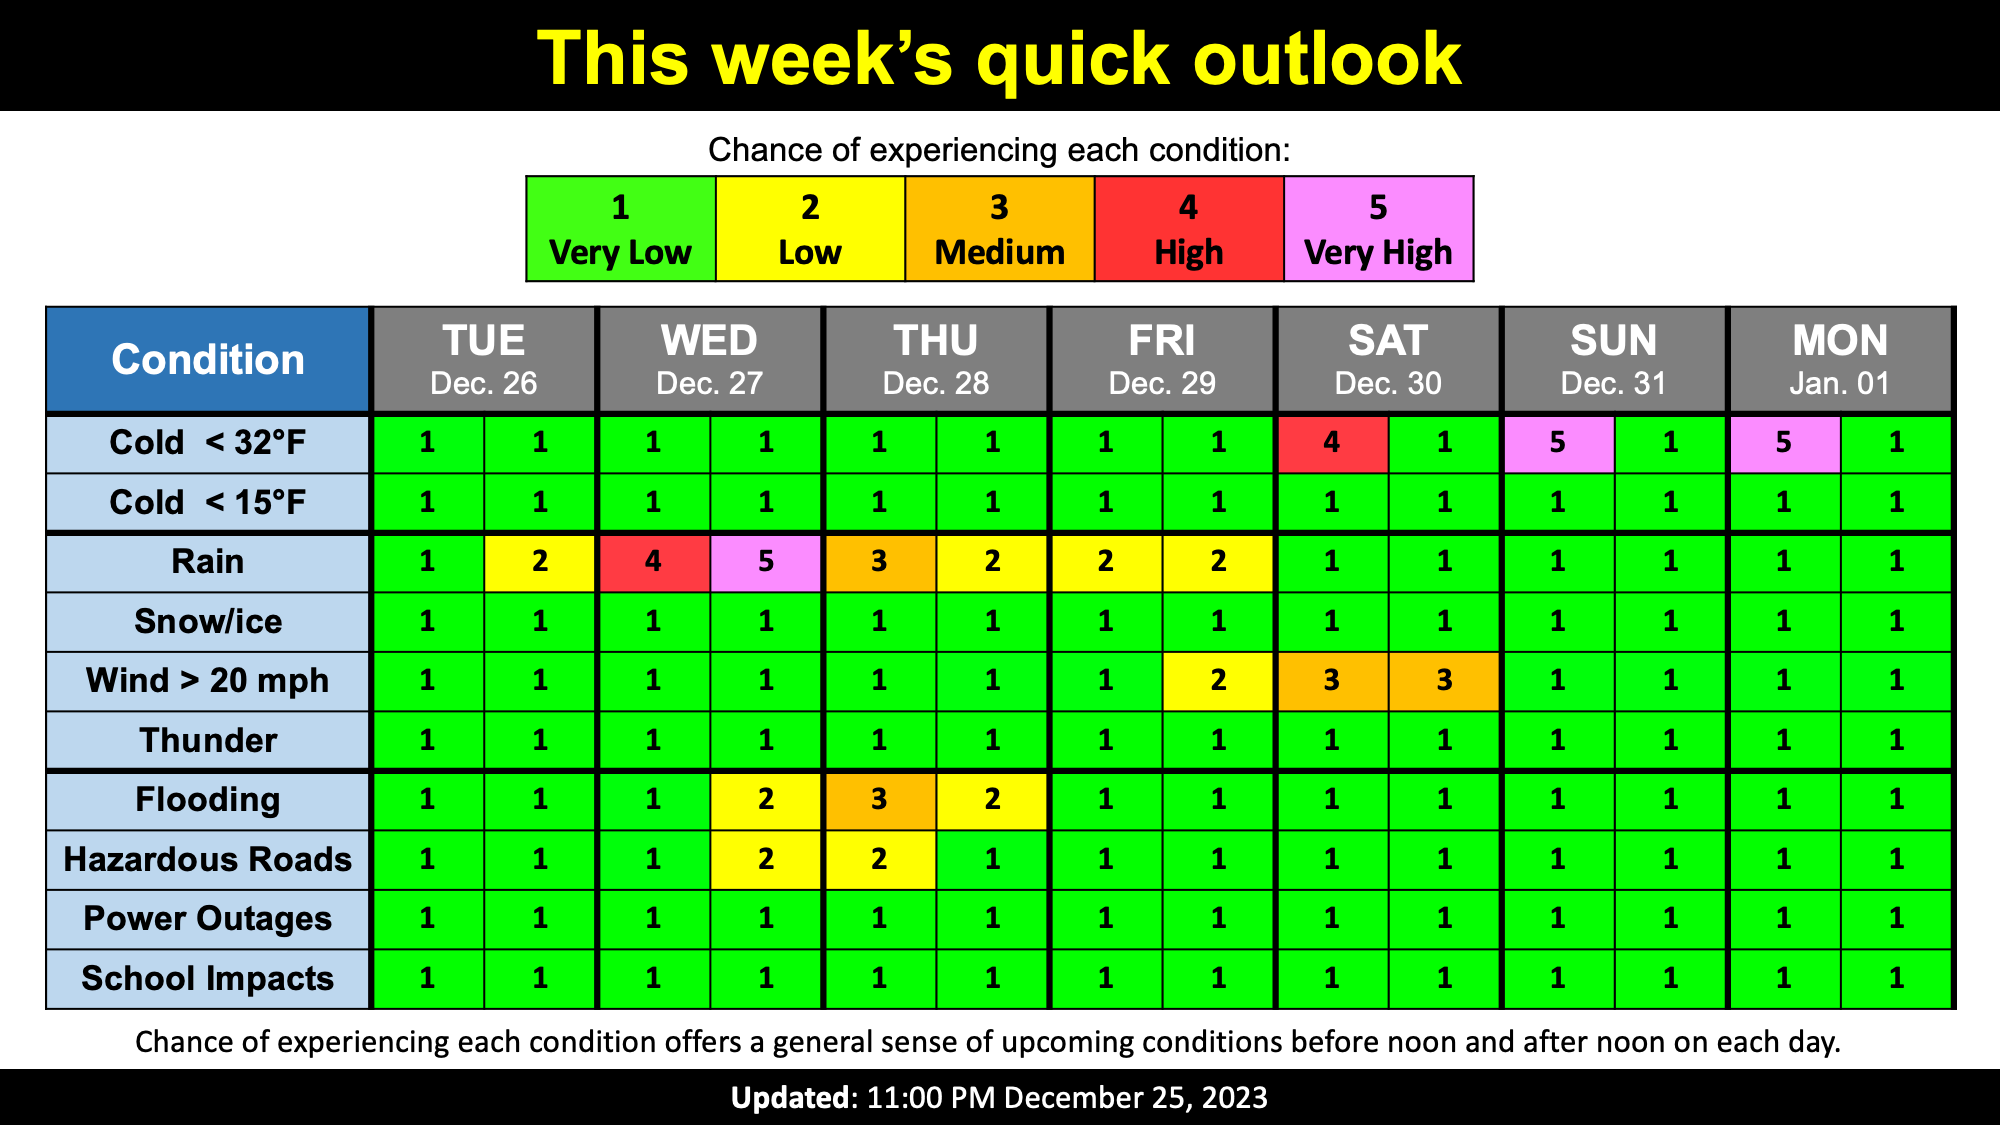 This week’s quick outlook
Chance of experiencing each condition:
1 2 3 4 5
Very Low Low Medium High Very High
Condition TUE WED THU FRI SAT SUN MON
Dec. 26 Dec. 27 Dec. 28 Dec. 29 Dec. 30 Dec. 31 Jan. 01
Cold < 32°F 1 1 1 1 1 1 1 1 4 1 5 1 5 1
Cold < 15°F 1 1 1 1 1 1 1 1 1 1 1 1 1 1
Rain 1 2 4 5 3 2 2 2 1 1 1 1 1 1
Snow/ice 1 1 1 1 1 1 1 1 1 1 1 1 1 1
Wind > 20 mph 1 1 1 1 1 1 1 2 3 3 1 1 1 1
Thunder 1 1 1 1 1 1 1 1 1 1 1 1 1 1
Flooding 1 1 1 2 3 2 1 1 1 1 1 1 1 1
Hazardous Roads 1 1 1 2 2 1 1 1 1 1 1 1 1 1
Power Outages 1 1 1 1 1 1 1 1 1 1 1 1 1 1
School Impacts 1 1 1 1 1 1 1 1 1 1 1 1 1 1
Chance of experiencing each condition offers a general sense of upcoming conditions before noon and after noon on each day.
Updated: 11:00 PM December 25, 2023